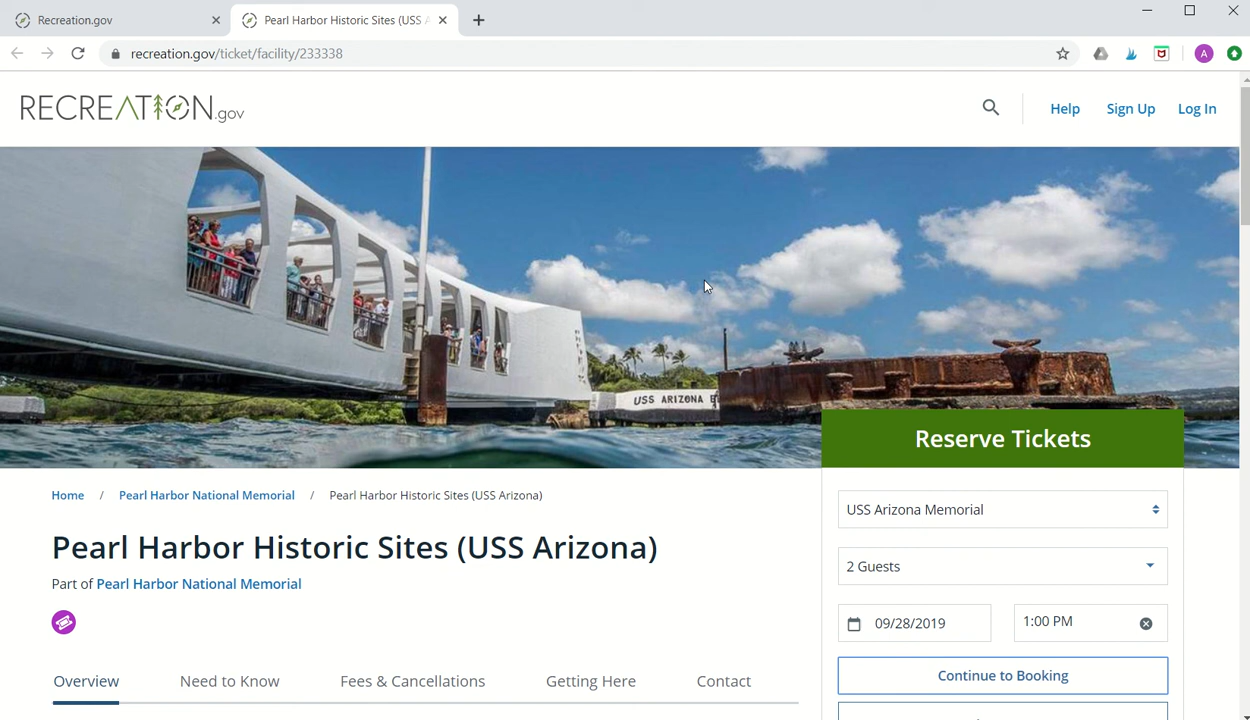 Recreation.gov
Pearl Harbor Historic Sites (USS A
recreation.gov/ticket/facility/233338
A
RECREATION.gov
Help
Sign Up
Log In
USS ARIZONA B
Reserve Tickets
Home / Pearl Harbor National Memorial / Pearl Harbor Historic Sites (USS Arizona)
Pearl Harbor Historic Sites (USS Arizona)
Part of Pearl Harbor National Memorial
USS Arizona Memorial
2 Guests
09/28/2019
1:00 PM
Continue to Booking
Overview
Need to Know
Fees & Cancellations
Getting Here
Contact